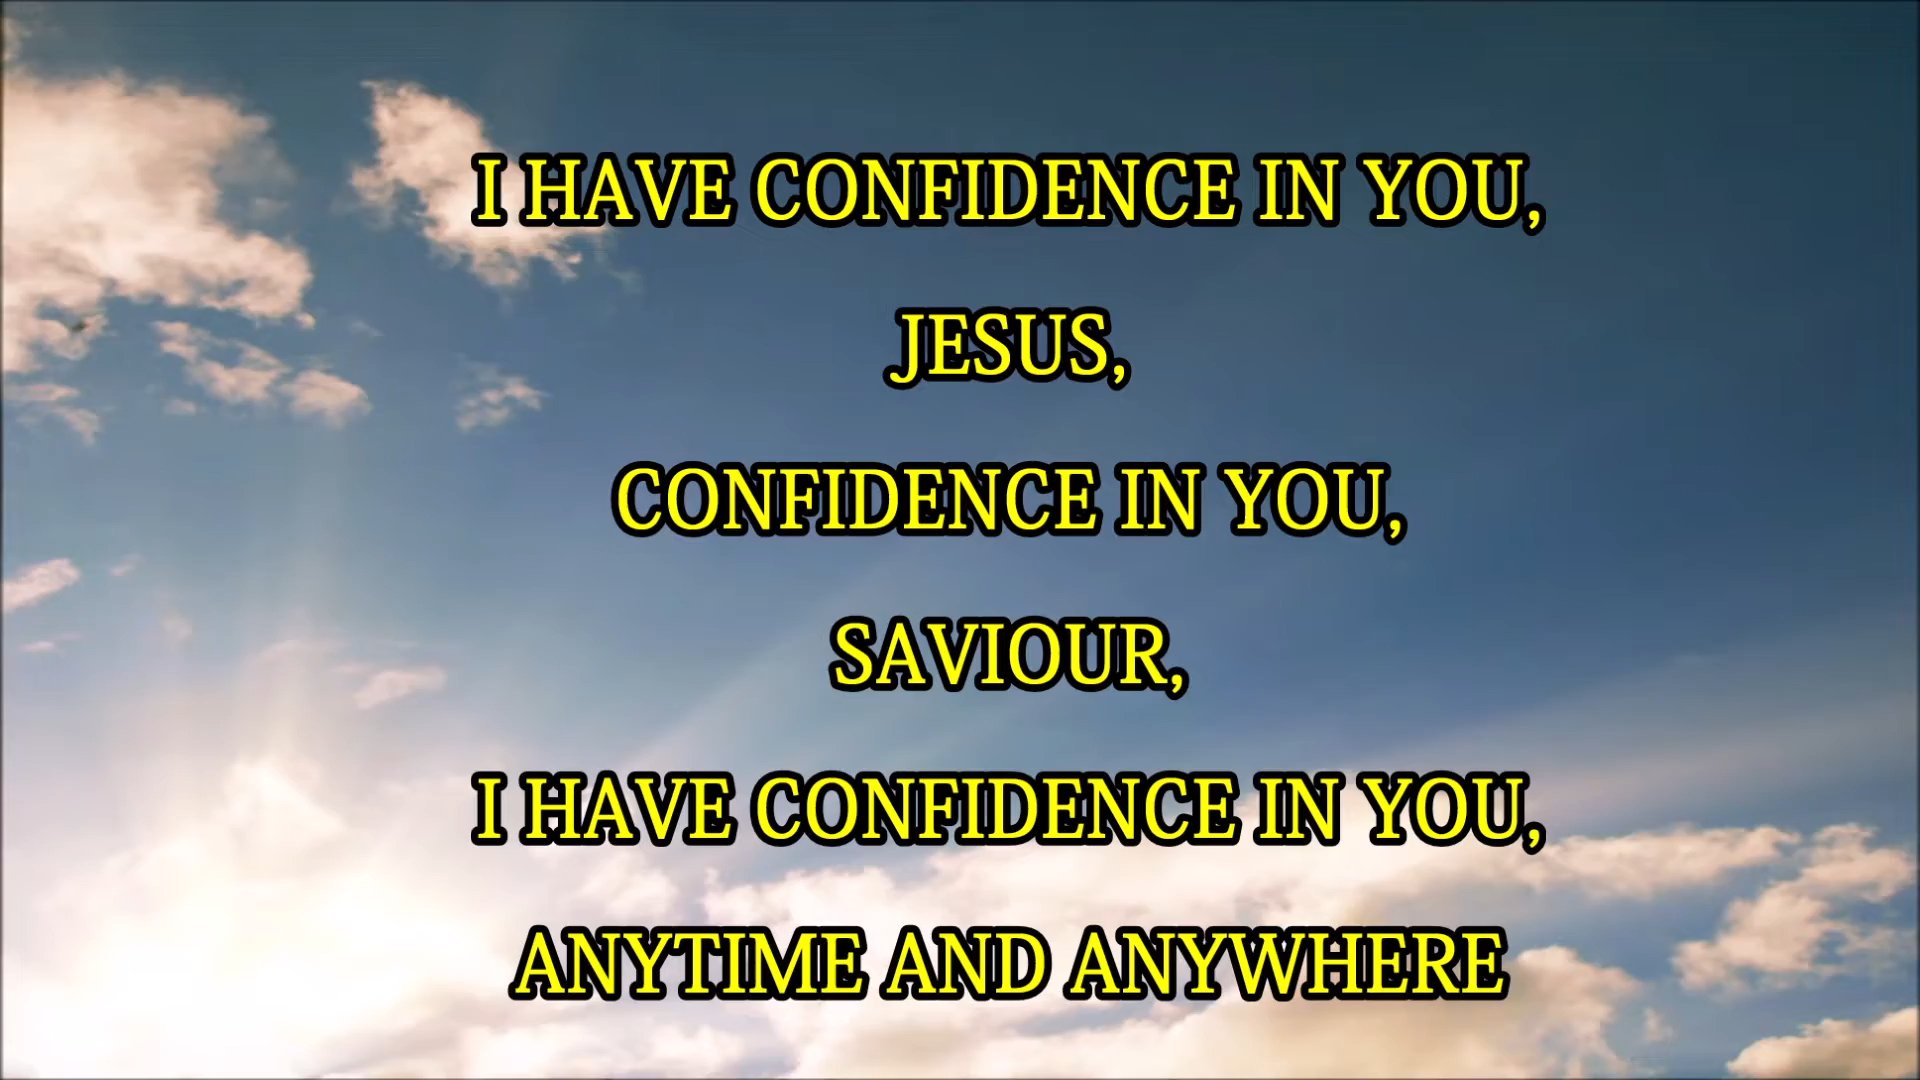 I HAVE CONFIDENCE IN YOU,
JESUS,
CONFIDENCE IN YOU,
SAVIOUR,
I HAVE CONFIDENCE IN YOU,
ANYTIME AND ANYWHERE